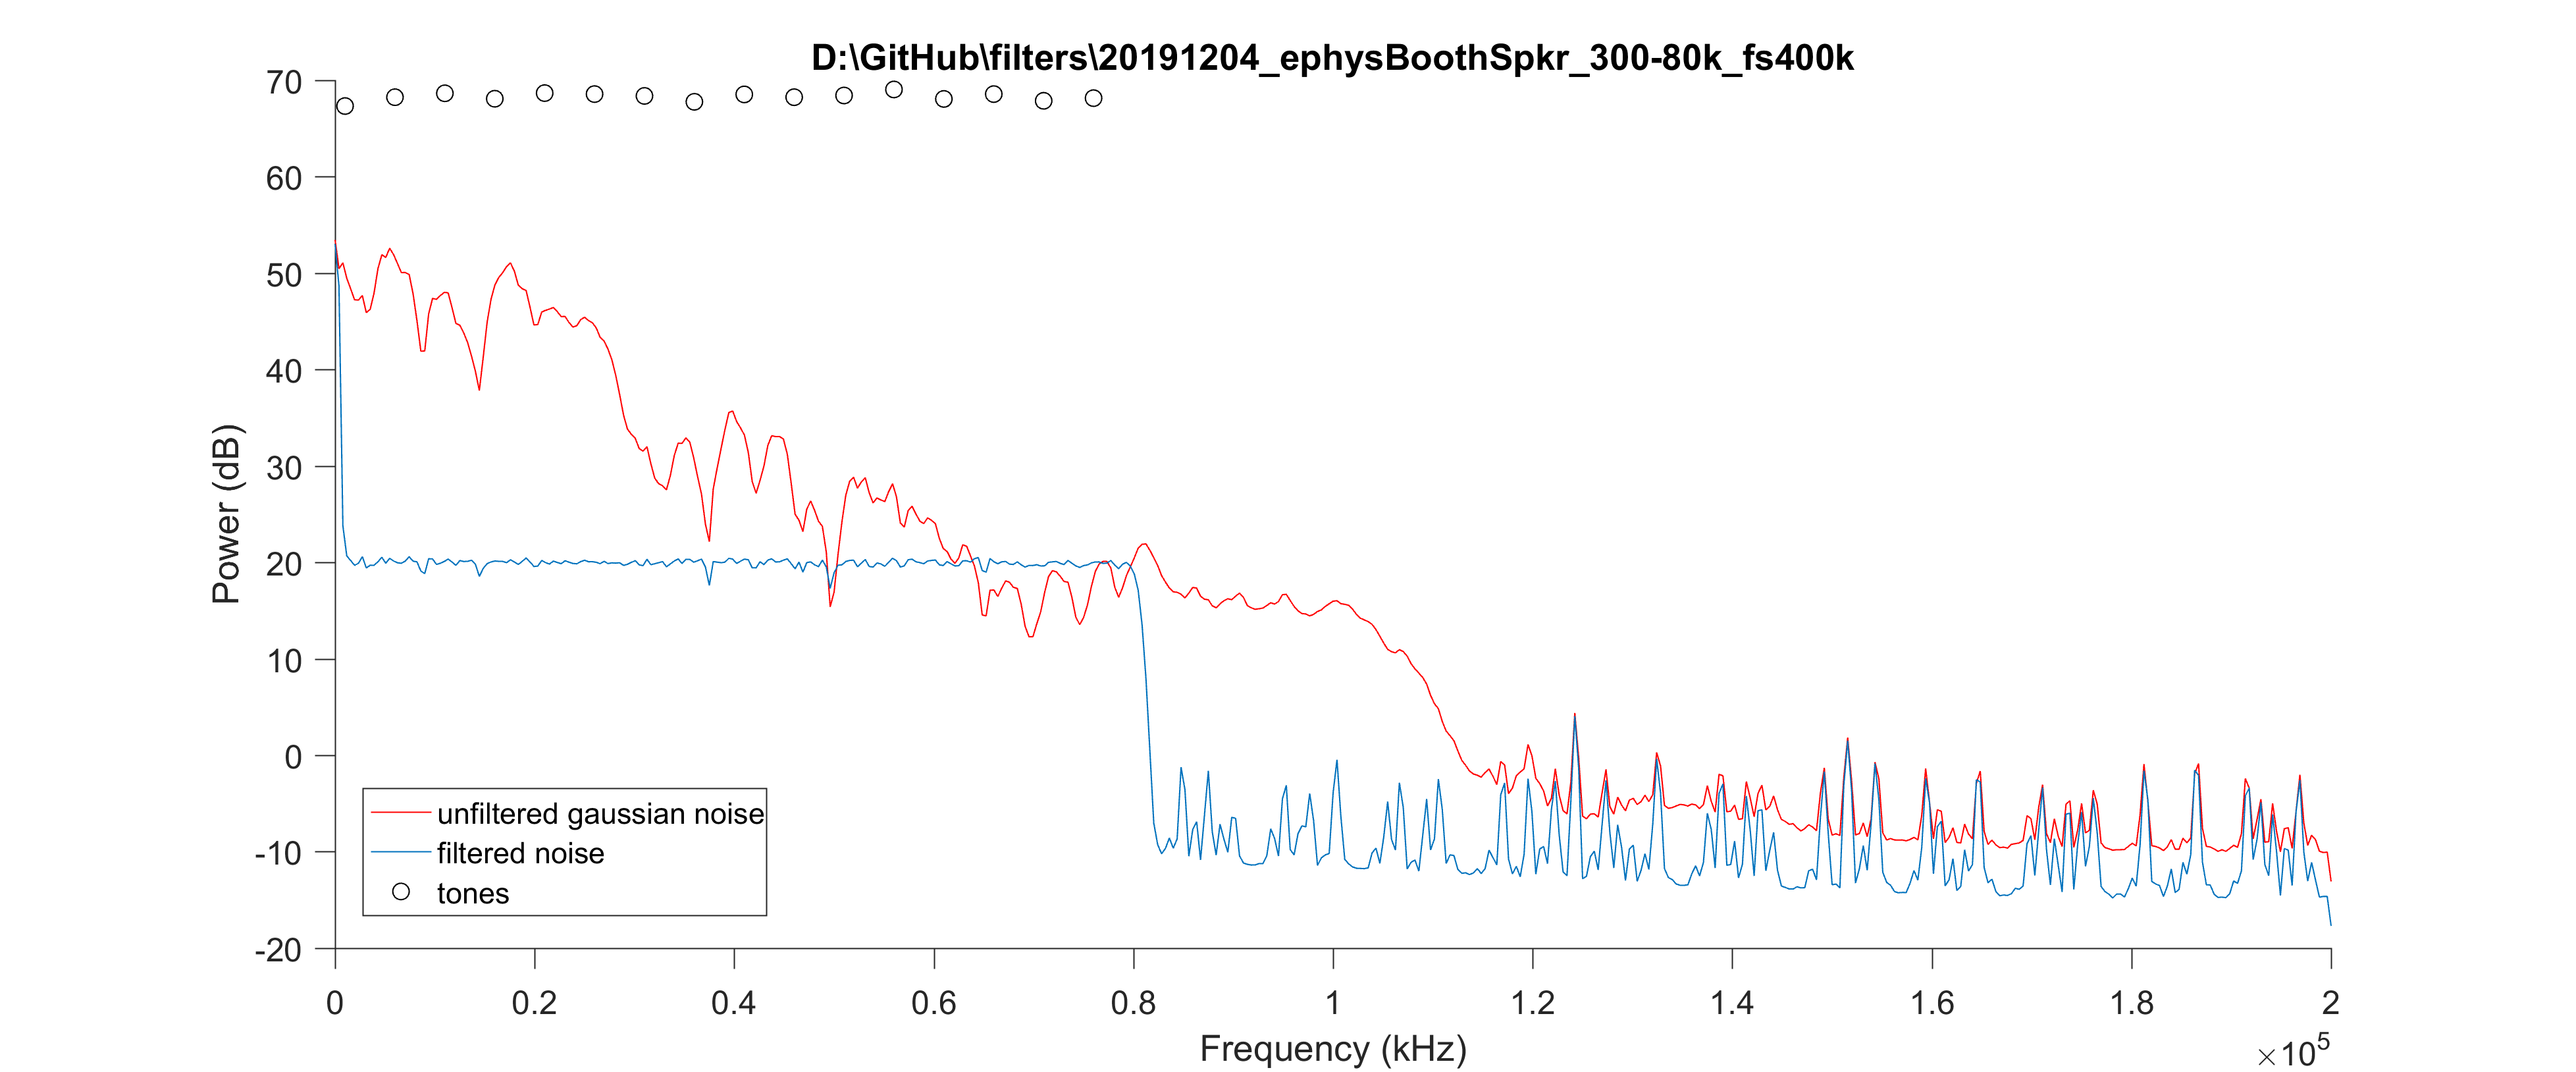 D:\GitHub\filters\20191204_ephysBoothSpkr_300-80k_fs400k
70
60
50
40
30
20
10
0
-10
-20
Power (dB)
unfiltered gaussian noise
filtered noise
tones
0 0.2 0.4 0.6 0.8 1 1.2 1.4 1.6 1.8 2
Frequency (kHz)
×10^5